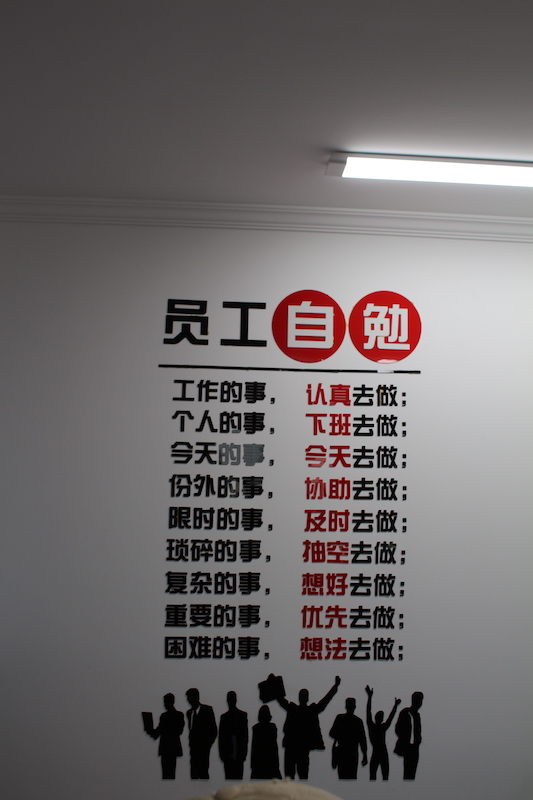 员工自勉
工作的事，认真去做；
个人的事，下班去做；
今天的事，今天去做；
份外的事，协助去做；
限时的事，及时去做；
琐碎的事，抽空去做；
复杂的事，想好去做；
重要的事，优先去做；
困难的事，想法去做；